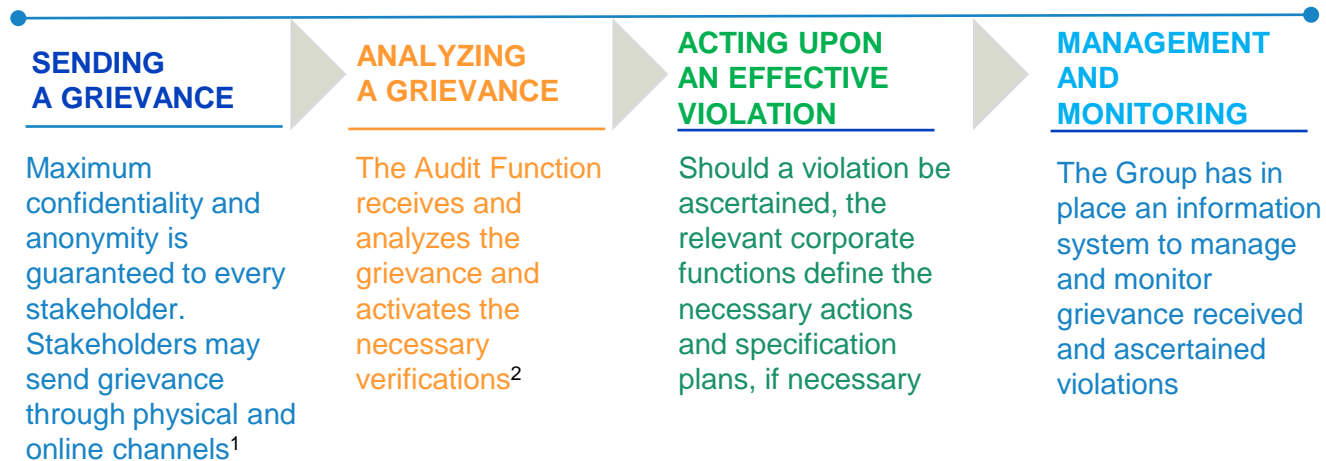 SENDING
A GRIEVANCE
Maximum
confidentiality and
anonymity is
guaranteed to every
stakeholder.
Stakeholders may
send grievance
through physical and
online channels1
ANALYZING
A GRIEVANCE
The Audit Function
receives and
analyzes the
grievance and
activates the
necessary
verifications2
ACTING UPON
AN EFFECTIVE
VIOLATION
Should a violation be
ascertained, the
relevant corporate
functions define the
necessary actions
and specification
plans, if necessary
MANAGEMENT
AND
MONITORING
The Group has in
place an information
system to manage
and monitor
grievance received
and ascertained
violations